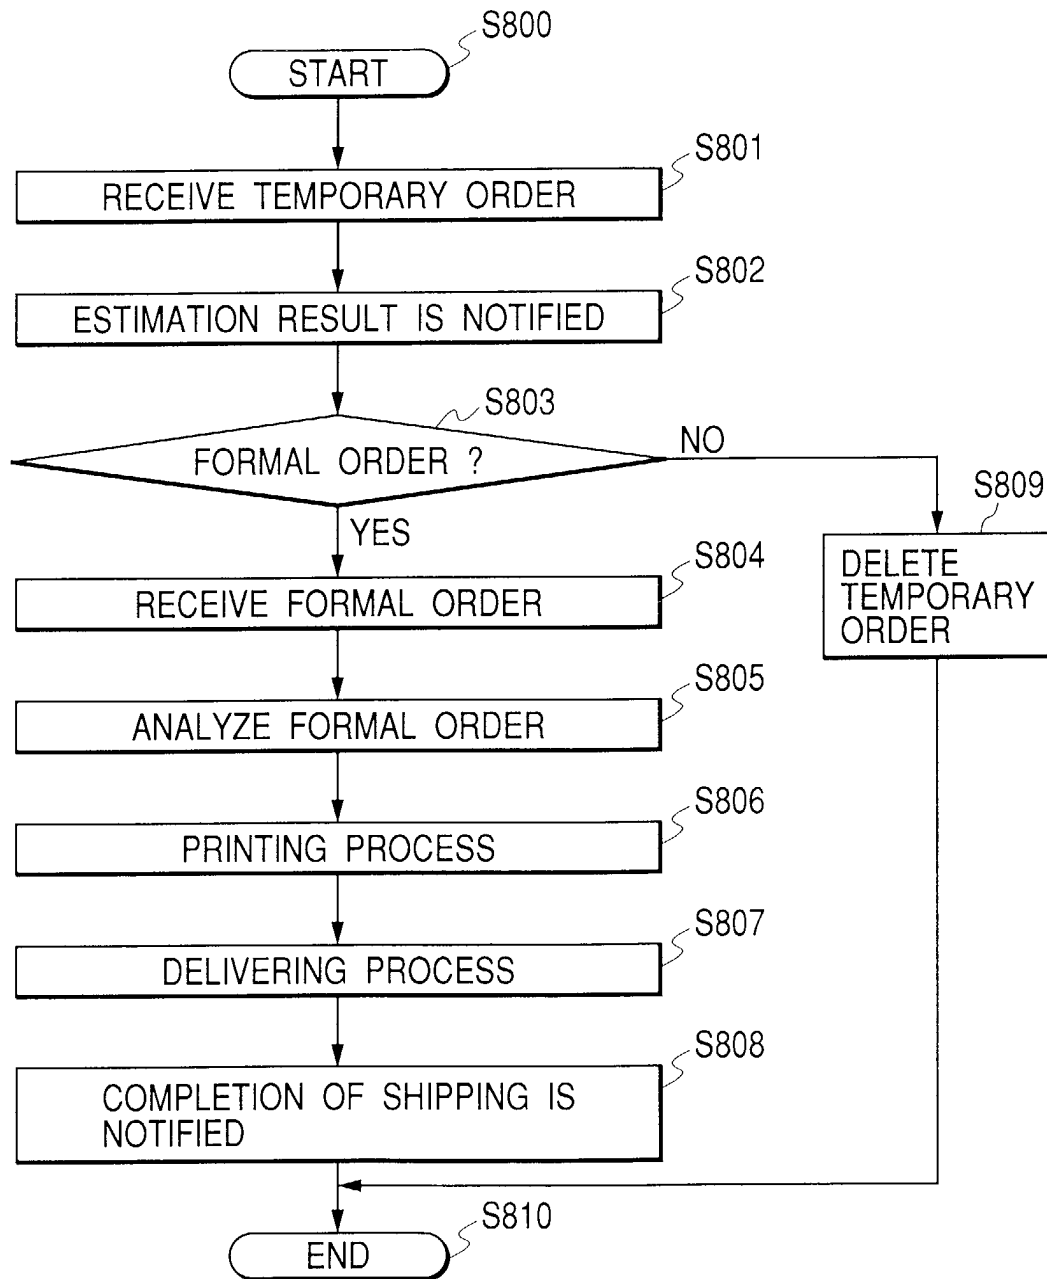 S800
START
S801
RECEIVE TEMPORARY ORDER
S802
ESTIMATION RESULT IS NOTIFIED
S803
FORMAL ORDER ?
NO
YES
S809
DELETE
TEMPORARY
ORDER
S804
RECEIVE FORMAL ORDER
S805
ANALYZE FORMAL ORDER
S806
PRINTING PROCESS
S807
DELIVERING PROCESS
S808
COMPLETION OF SHIPPING IS
NOTIFIED
S810
END